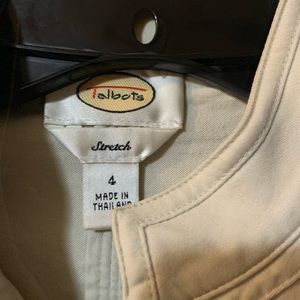 Talbots
Stretch
4
MADE IN
THAILAND